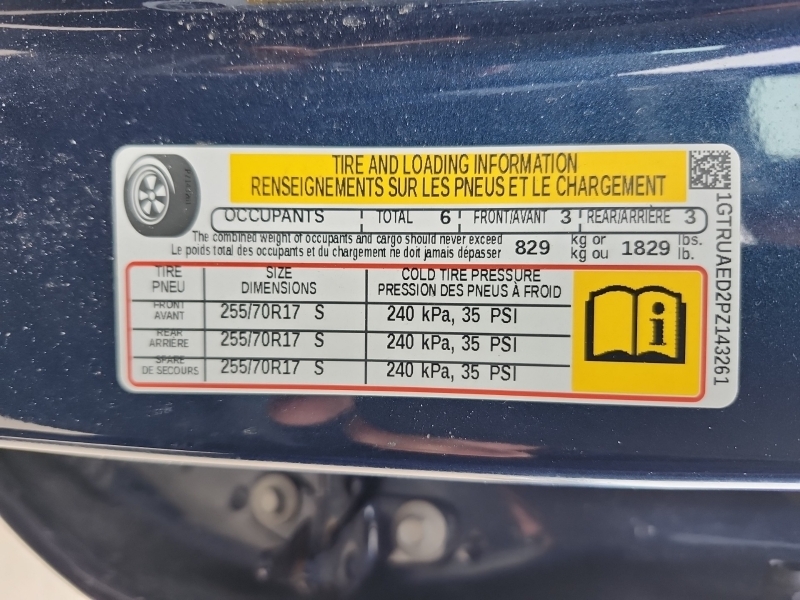 TIRE AND LOADING INFORMATION
RENSEIGNEMENTS SUR LES PNEUS ET LE CHARGEMENT
OCCUPANTS TOTAL 6 FRONT/AVANT 3 REAR/ARRIÈRE 3
The combined weight of occupants and cargo should never exceed 829 kg or 1829 lbs.
Le poids total des occupants et du chargement ne doit jamais dépasser kg ou lb.
TIRE SIZE COLD TIRE PRESSURE
PNEU DIMENSIONS PRESSION DES PNEUS À FROID
FRONT
AVANT 255/70R17 S 240 kPa, 35 PSI
REAR
ARRIÈRE 255/70R17 S 240 kPa, 35 PSI
SPARE
DE SECOURS 255/70R17 S 240 kPa, 35 PSI
i
1GTRUAED2PZ143261